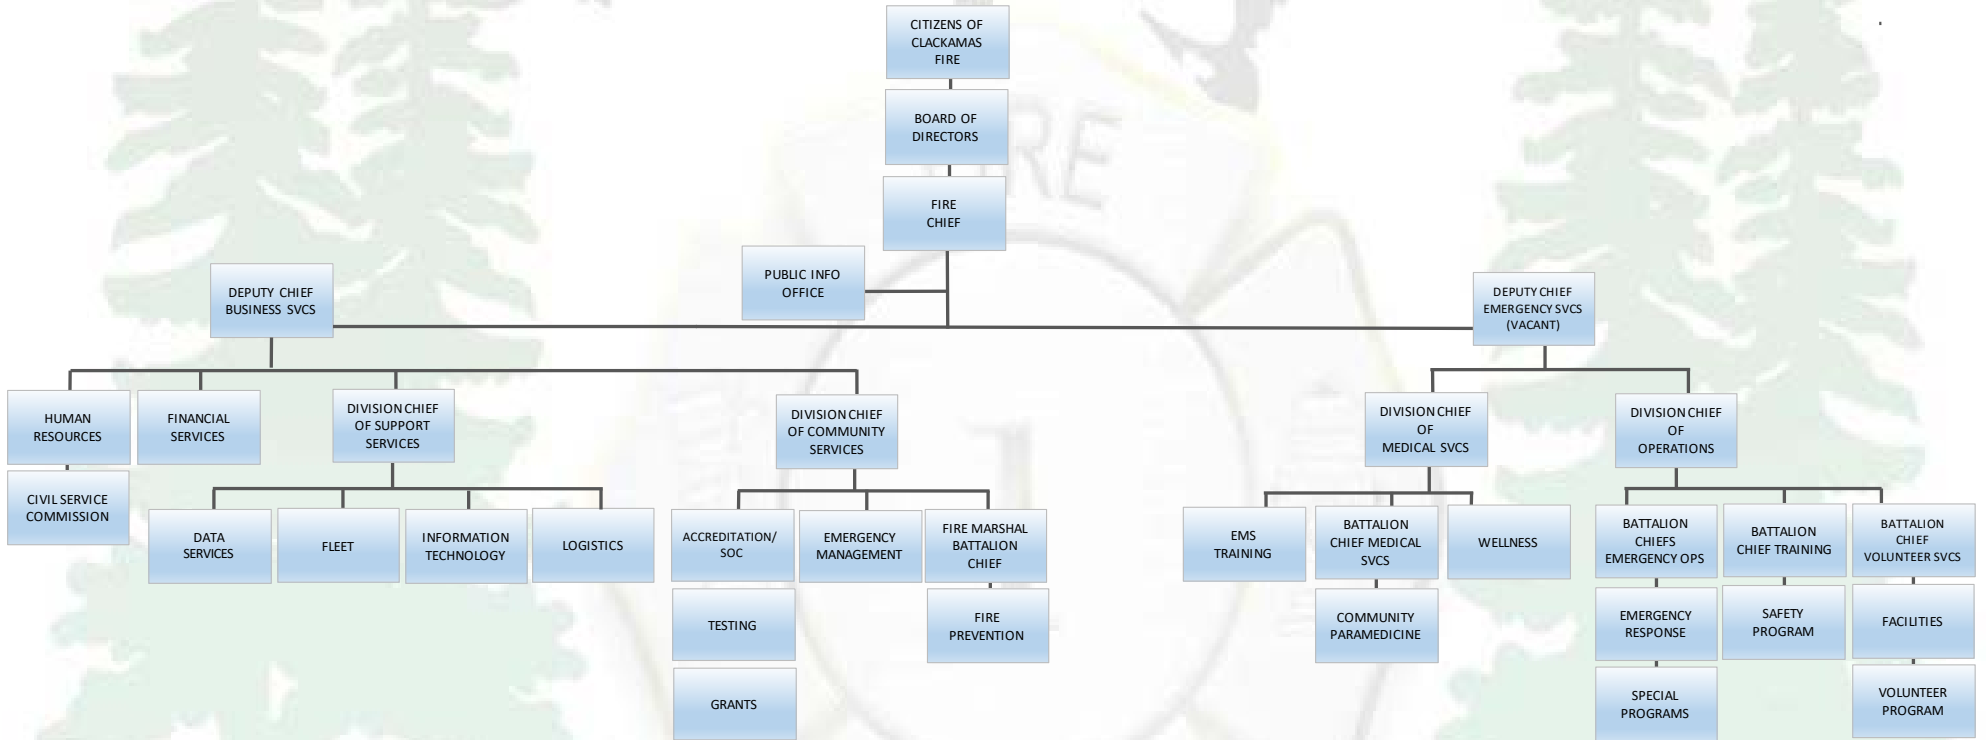 CITIZENS OF
CLACKAMAS
FIRE
BOARD OF
DIRECTORS
FIRE
CHIEF
PUBLIC INFO
OFFICE
DEPUTY CHIEF
BUSINESS SVCS
DEPUTY CHIEF
EMERGENCY SVCS
(VACANT)
HUMAN
RESOURCES
FINANCIAL
SERVICES
DIVISION CHIEF
OF SUPPORT
SERVICES
DIVISION CHIEF
OF COMMUNITY
SERVICES
DIVISION CHIEF
OF
MEDICAL SVCS
DIVISION CHIEF
OF
OPERATIONS
CIVIL SERVICE
COMMISSION
DATA
SERVICES
FLEET
INFORMATION
TECHNOLOGY
LOGISTICS
ACCREDITATION/
SOC
EMERGENCY
MANAGEMENT
FIRE MARSHAL
BATTALION
CHIEF
EMS
TRAINING
BATTALION
CHIEF MEDICAL
SVCS
WELLNESS
BATTALION
CHIEFS
EMERGENCY OPS
BATTALION
CHIEF TRAINING
BATTALION
CHIEF
VOLUNTEER SVCS
TESTING
FIRE
PREVENTION
COMMUNITY
PARAMEDICINE
EMERGENCY
RESPONSE
SAFETY
PROGRAM
FACILITIES
GRANTS
SPECIAL
PROGRAMS
VOLUNTEER
PROGRAM
FIRE
1